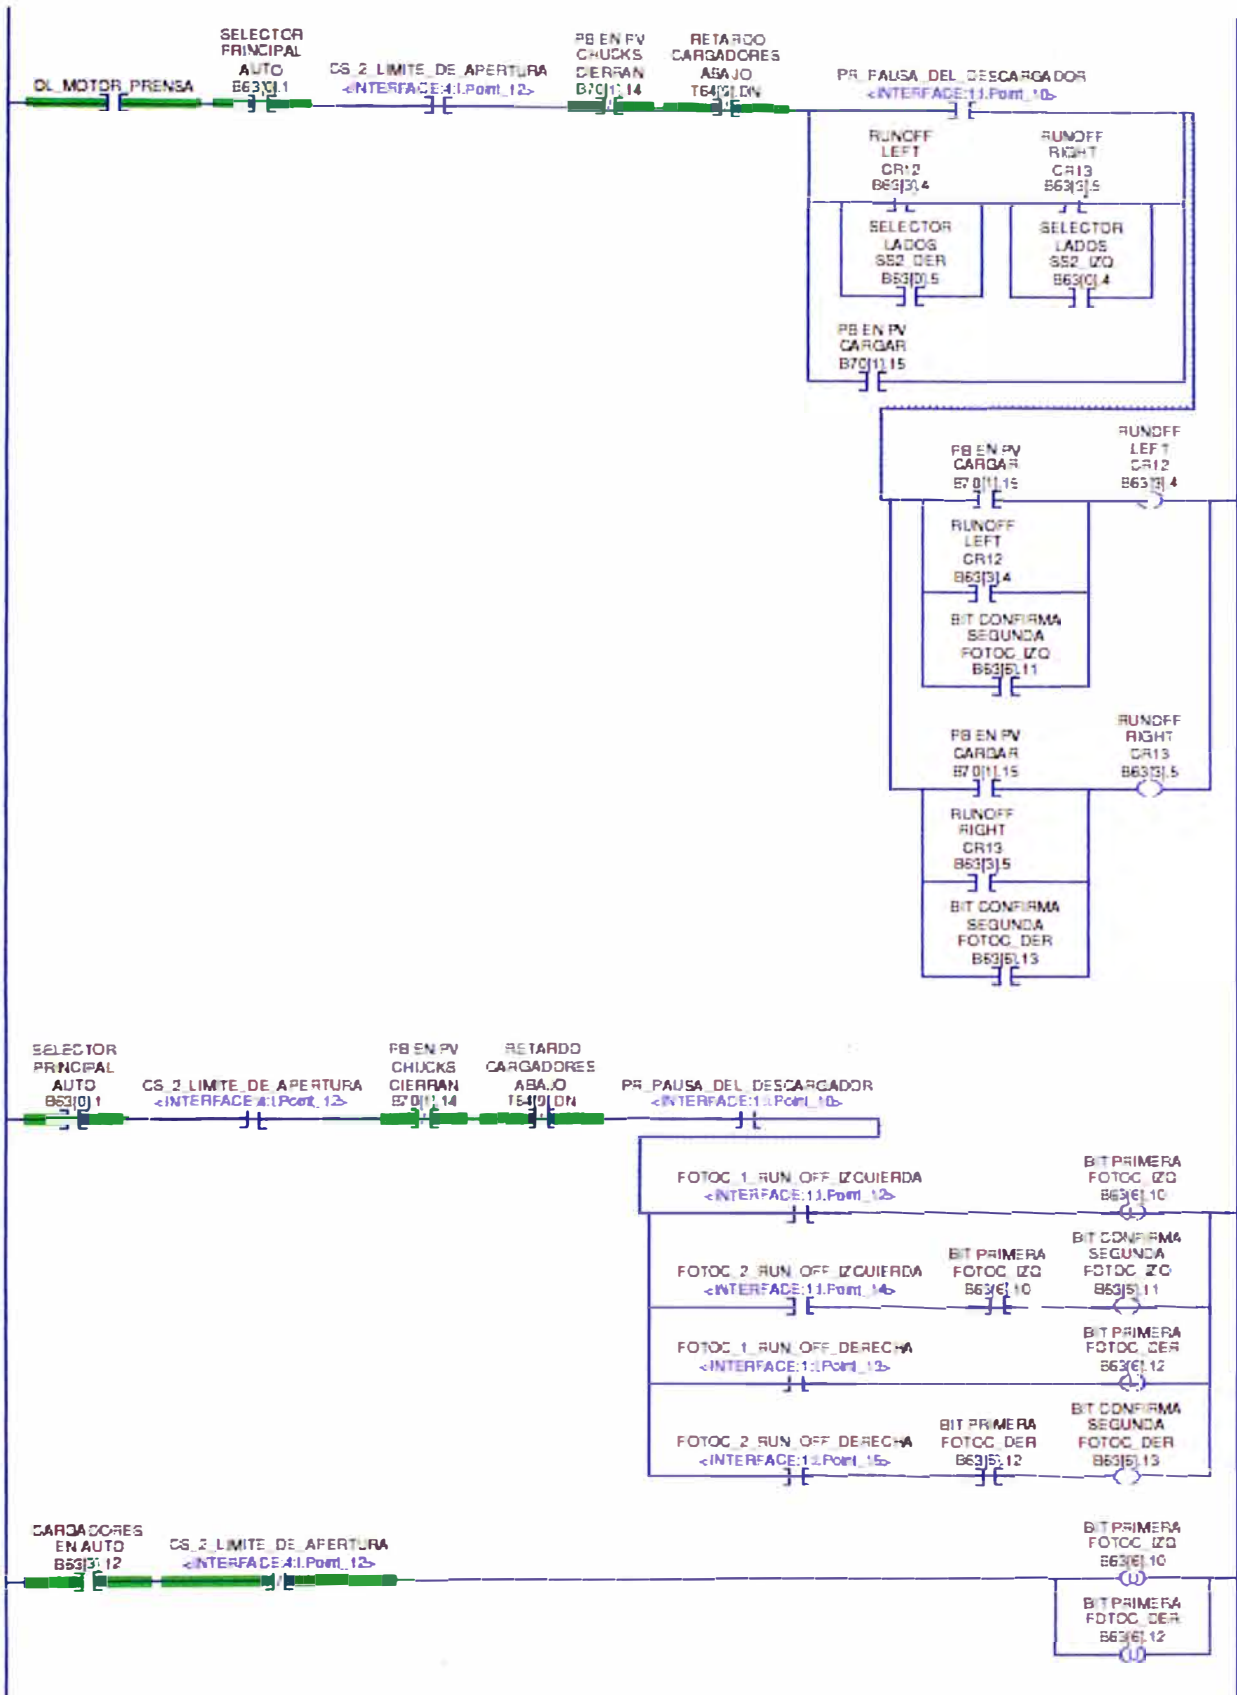 OL_MOTOR_PRENSA
SELECTOR
PRINCIPAL
AUTO
B63[0].1
CS_2_LIMITE_DE_APERTURA
<INTERFACE:4:I.Point_12>
PB EN PV
CHUCKS
CIERRAN
B70[1].14
RETARDO
CARGADORES
ABAJO
T64[9].DN
PR_PAUSA_DEL_DESCARGADOR
<INTERFACE:1:I.Point_10>
RUNOFF
LEFT
CR12
B63[3].4
RUNOFF
RIGHT
CR13
B63[3].5
SELECTOR
LADOS
SS2_DER
B63[0].5
SELECTOR
LADOS
SS2_IZQ
B63[0].4
PB EN PV
CARGAR
B70[1].15
PB EN PV
CARGAR
B70[1].15
RUNOFF
LEFT
CR12
B63[3].4
RUNOFF
LEFT
CR12
B63[3].4
BIT CONFIRMA
SEGUNDA
FOTOC_IZQ
B63[6].11
PB EN PV
CARGAR
B70[1].15
RUNOFF
RIGHT
CR13
B63[3].5
RUNOFF
RIGHT
CR13
B63[3].5
BIT CONFIRMA
SEGUNDA
FOTOC_DER
B63[6].13
SELECTOR
PRINCIPAL
AUTO
B63[0].1
CS_2_LIMITE_DE_APERTURA
<INTERFACE:4:I.Point_12>
PB EN PV
CHUCKS
CIERRAN
B70[1].14
RETARDO
CARGADORES
ABAJO
T64[9].DN
PR_PAUSA_DEL_DESCARGADOR
<INTERFACE:1:I.Point_10>
FOTOC_1_RUN_OFF_IZQUIERDA
<INTERFACE:1:I.Point_12>
BIT PRIMERA
FOTOC_IZQ
B63[6].10
L
FOTOC_2_RUN_OFF_IZQUIERDA
<INTERFACE:1:I.Point_14>
BIT PRIMERA
FOTOC_IZQ
B63[6].10
BIT CONFIRMA
SEGUNDA
FOTOC_IZQ
B63[6].11
FOTOC_1_RUN_OFF_DERECHA
<INTERFACE:1:I.Point_13>
BIT PRIMERA
FOTOC_DER
B63[6].12
L
FOTOC_2_RUN_OFF_DERECHA
<INTERFACE:1:I.Point_15>
BIT PRIMERA
FOTOC_DER
B63[6].12
BIT CONFIRMA
SEGUNDA
FOTOC_DER
B63[6].13
CARGADORES
EN AUTO
B63[3].12
CS_2_LIMITE_DE_APERTURA
<INTERFACE:4:I.Point_12>
BIT PRIMERA
FOTOC_IZQ
B63[6].10
U
BIT PRIMERA
FOTOC_DER
B63[6].12
U